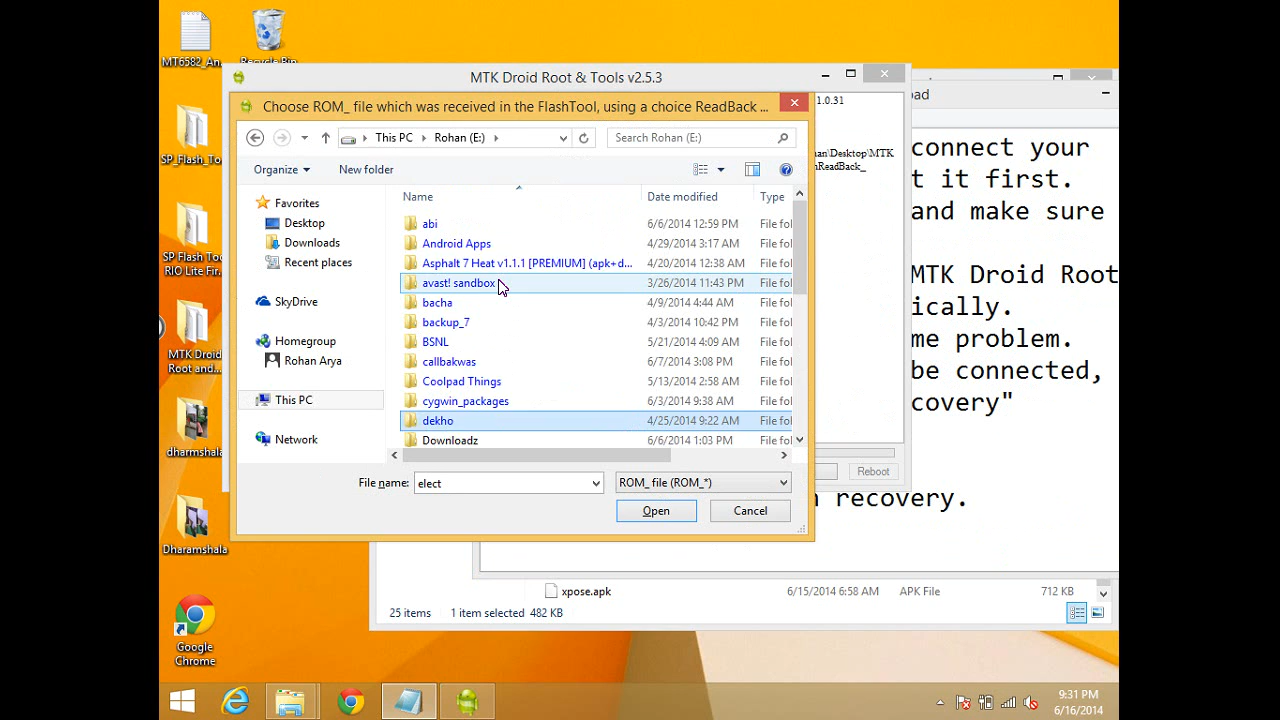 MT6582_An
Recycle Bin
SP_Flash_To
SP Flash Too
RIO Lite Fir.
MTK Droid
Root and...
dharmshala
Dharamshala
Google
Chrome
MTK Droid Root & Tools v2.5.3
Choose ROM_ file which was received in the FlashTool, using a choice ReadBack ...
This PC
Rohan (E:)
Search Rohan (E:)
Organize
New folder
Favorites
Desktop
Downloads
Recent places
SkyDrive
Homegroup
Rohan Arya
This PC
Network
Name Date modified Type
abi 6/6/2014 12:59 PM File fol
Android Apps 4/29/2014 3:17 AM File fol
Asphalt 7 Heat v1.1.1 [PREMIUM] (apk+d... 4/20/2014 12:38 AM File fol
avast! sandbox 3/26/2014 11:43 PM File fol
bacha 4/9/2014 4:44 AM File fol
backup_7 4/3/2014 10:42 PM File fol
BSNL 5/21/2014 4:09 AM File fol
callbakwas 6/7/2014 3:08 PM File fol
Coolpad Things 5/13/2014 2:58 AM File fol
cygwin_packages 6/3/2014 9:38 AM File fol
dekho 4/25/2014 9:22 AM File fol
Downloadz 6/6/2014 1:03 PM File fol
File name: elect
ROM_ file (ROM_*)
Open
Cancel
1.0.31
an\Desktop\MTK
nReadBack_
Reboot
ad
connect your
t it first.
and make sure
MTK Droid Root
ically.
me problem.
be connected,
covery"
n recovery.
xpose.apk 6/15/2014 6:58 AM APK File 712 KB
25 items 1 item selected 482 KB
9:31 PM
6/16/2014